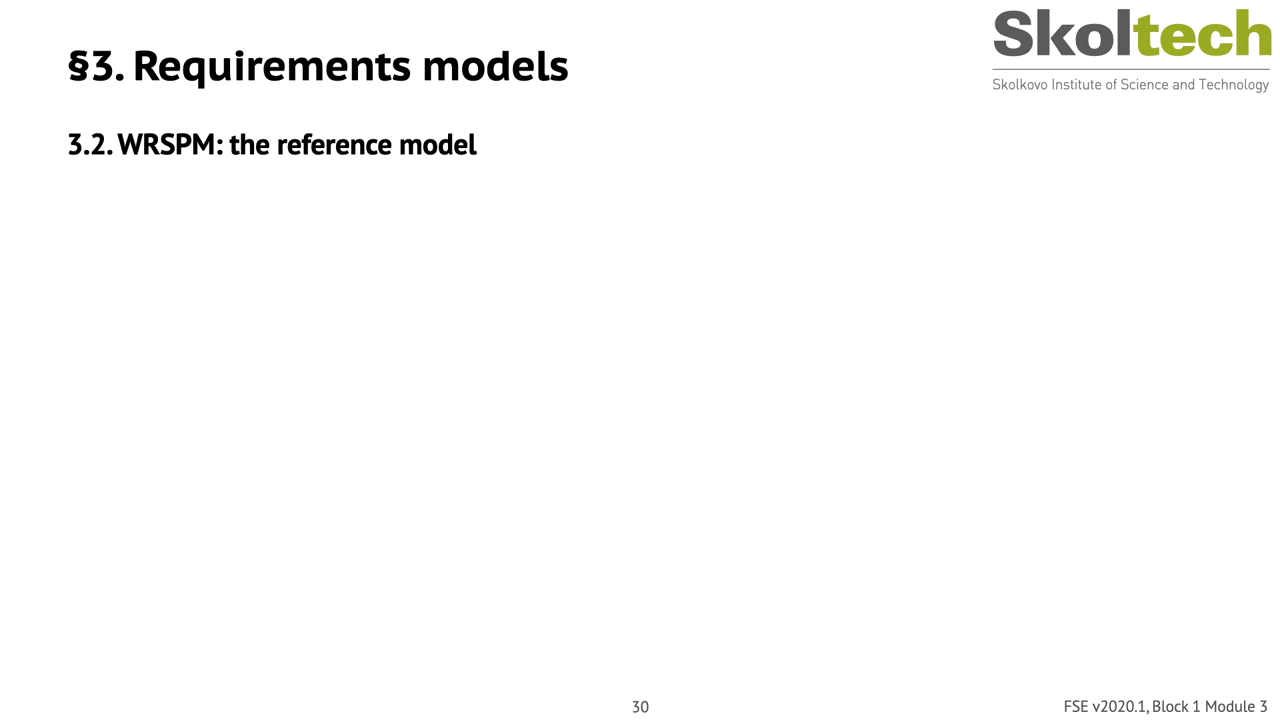 §3. Requirements models
Skoltech
Skolkovo Institute of Science and Technology
3.2. WRSPM: the reference model
30
FSE v2020.1, Block 1 Module 3